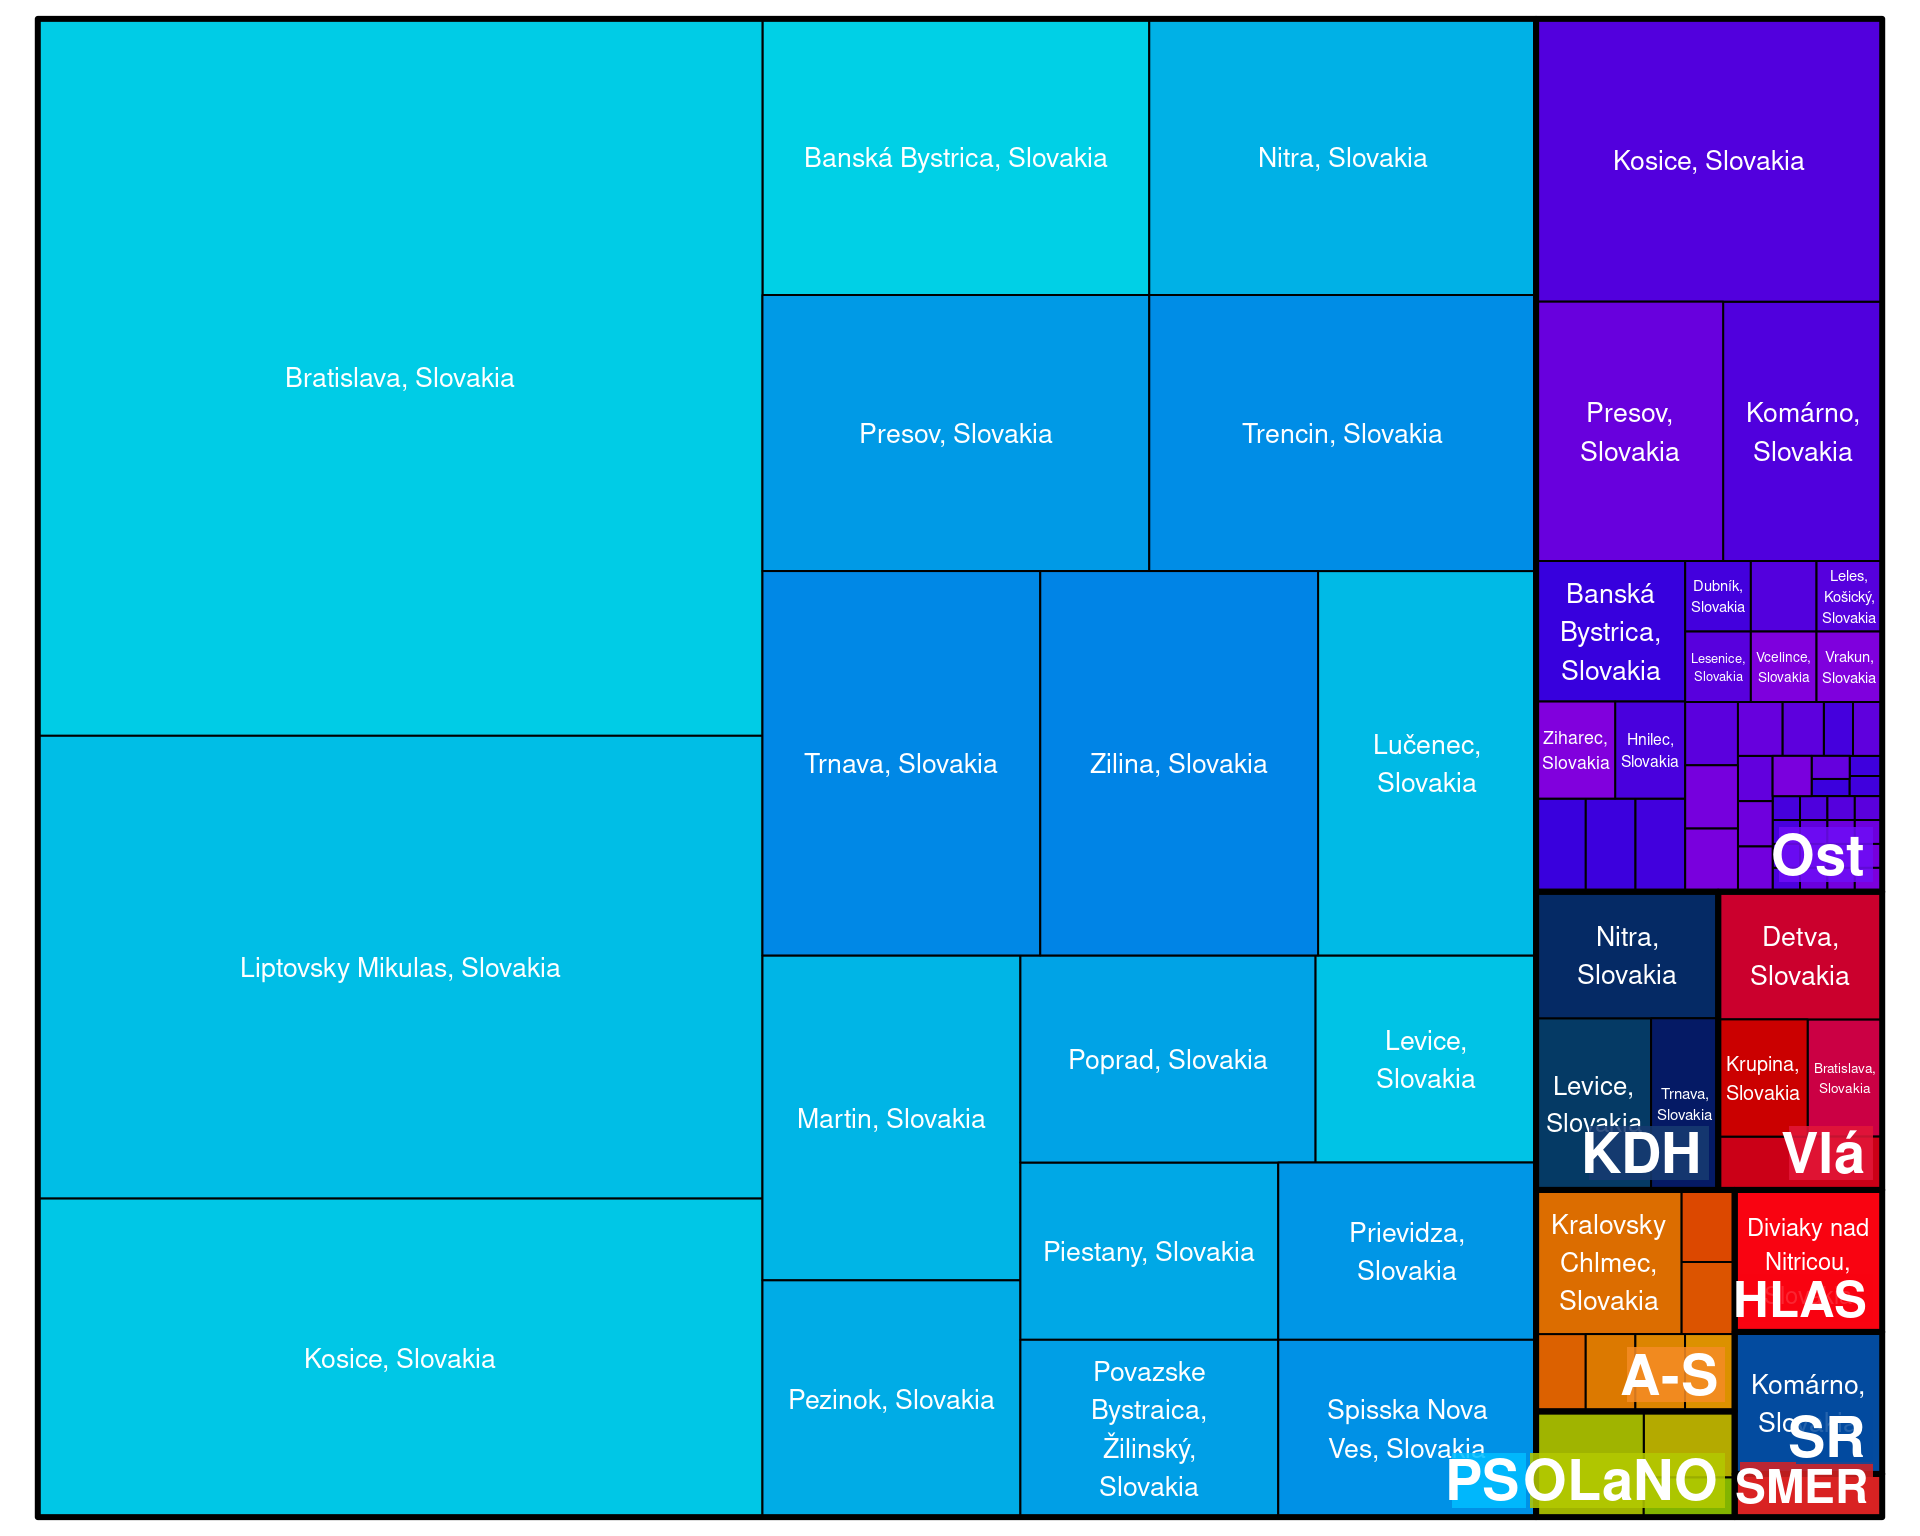 Bratislava, Slovakia
Liptovsky Mikulas, Slovakia
Kosice, Slovakia
Banská Bystrica, Slovakia
Nitra, Slovakia
Presov, Slovakia
Trencin, Slovakia
Trnava, Slovakia
Zilina, Slovakia
Lučenec,
Slovakia
Martin, Slovakia
Pezinok, Slovakia
Poprad, Slovakia
Levice,
Slovakia
Piestany, Slovakia
Prievidza,
Slovakia
Povazske
Bystraica,
Žilinský,
Slovakia
Spisska Nova
Ves, Slovakia
PS
Kosice, Slovakia
Presov,
Slovakia
Komárno,
Slovakia
Banská
Bystrica,
Slovakia
Dubník,
Slovakia
Leles,
Košický,
Slovakia
Lesenice,
Slovakia
Vcelince,
Slovakia
Vrakun,
Slovakia
Ziharec,
Slovakia
Hnilec,
Slovakia
Ost
Nitra,
Slovakia
Levice,
Slovakia
Trnava,
Slovakia
KDH
Detva,
Slovakia
Krupina,
Slovakia
Bratislava,
Slovakia
Vlá
Kralovsky
Chlmec,
Slovakia
A-S
Diviaky nad
Nitricou,
Slovakia
HLAS
OLaNO
Komárno,
Slovakia
SR
SMER